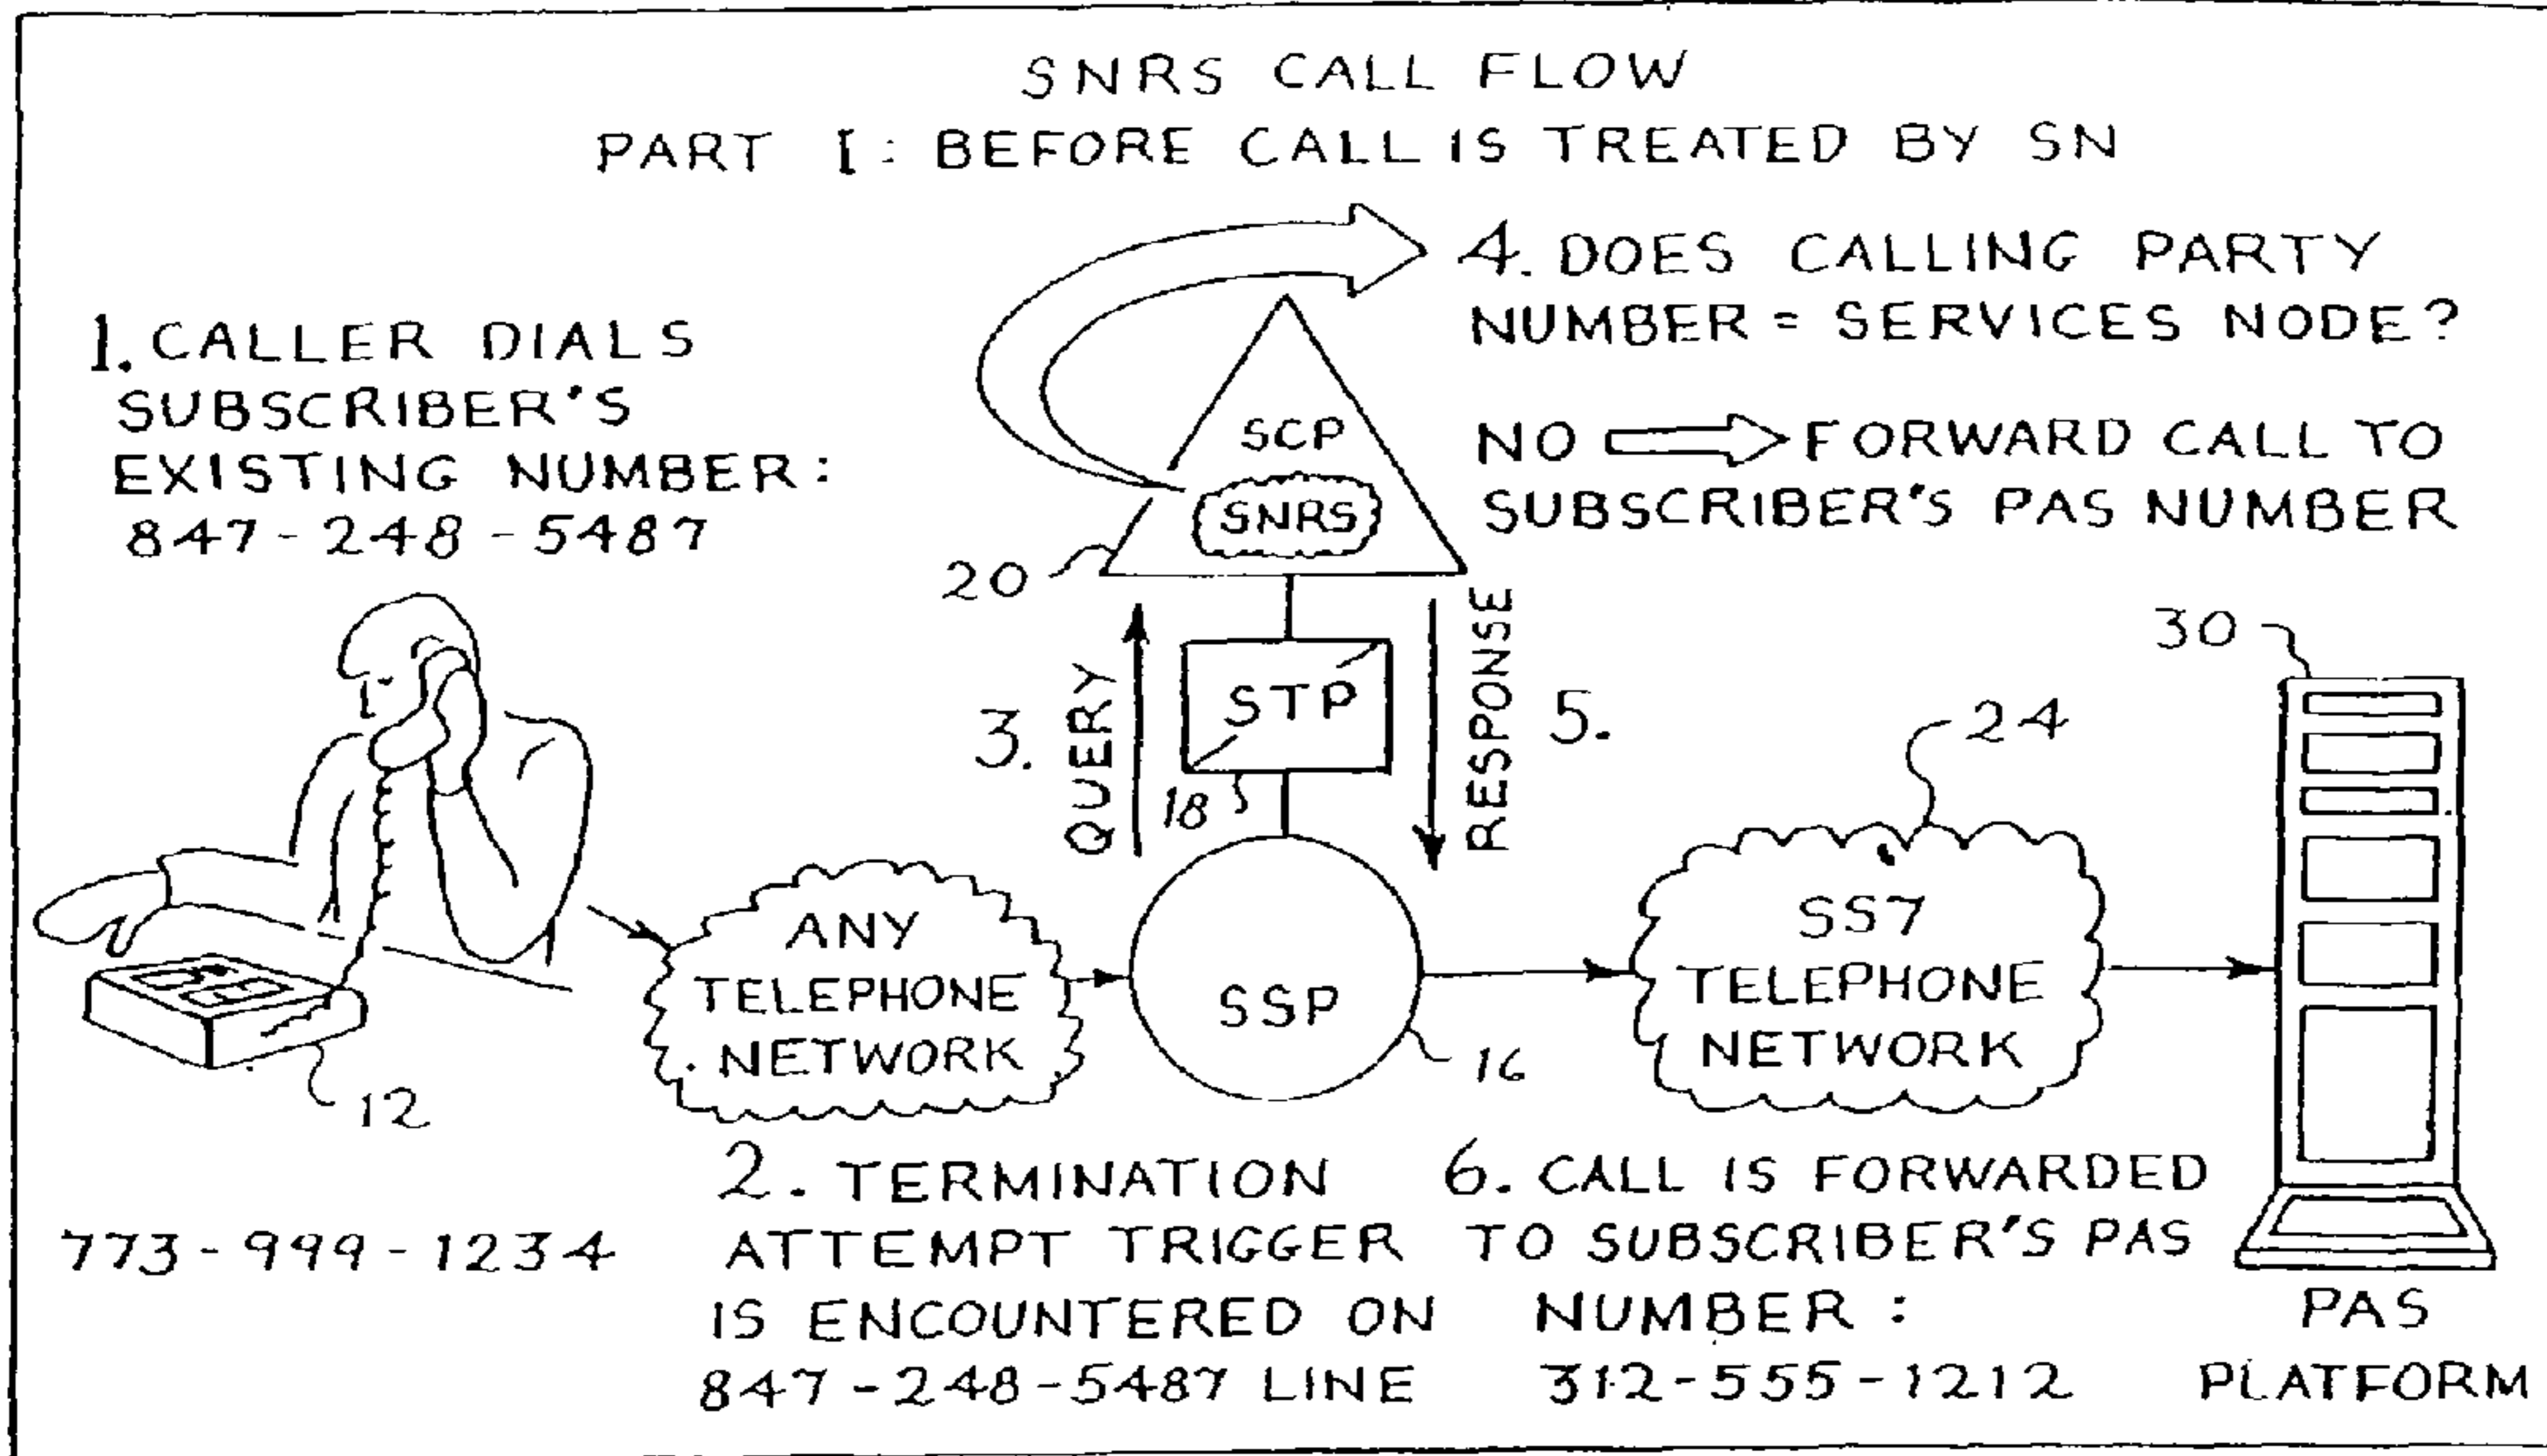 SNRS CALL FLOW
PART I: BEFORE CALL IS TREATED BY SN
1. CALLER DIALS
SUBSCRIBER'S
EXISTING NUMBER:
847-248-5487
4. DOES CALLING PARTY
NUMBER = SERVICES NODE?
NO FORWARD CALL TO
SUBSCRIBER'S PAS NUMBER
SCP
SNRS
20
3.
QUERY
STP
18
RESPONSE
5.
30
24
12
ANY
TELEPHONE
NETWORK
SSP
16
SS7
TELEPHONE
NETWORK
773-999-1234
2. TERMINATION
ATTEMPT TRIGGER
IS ENCOUNTERED ON
847-248-5487 LINE
6. CALL IS FORWARDED
TO SUBSCRIBER'S PAS
NUMBER:
312-555-1212
PAS
PLATFORM